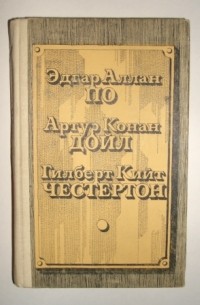 Эдгар Аллан
ПО
Артур Конан
ДОЙЛ
Гилберт Кийт
ЧЕСТЕРТОН